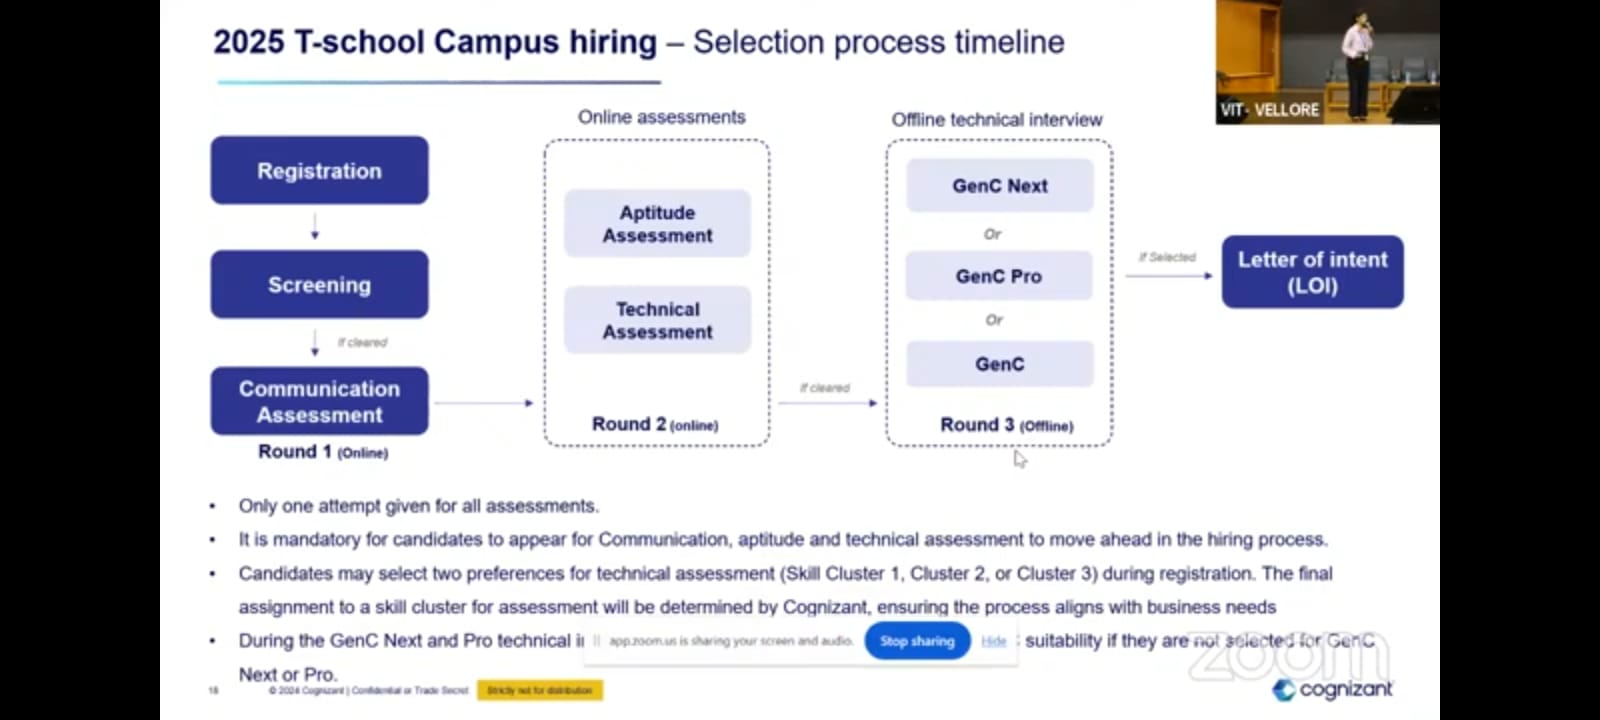 2025 T-school Campus hiring – Selection process timeline
VIT- VELLORE
Online assessments
Offline technical interview
Registration
Screening
If cleared
Communication
Assessment
Round 1 (Online)
Aptitude
Assessment
Technical
Assessment
Round 2 (online)
If cleared
GenC Next
Or
GenC Pro
Or
GenC
Round 3 (Offline)
If Selected
Letter of intent
(LOI)
• Only one attempt given for all assessments.
• It is mandatory for candidates to appear for Communication, aptitude and technical assessment to move ahead in the hiring process.
• Candidates may select two preferences for technical assessment (Skill Cluster 1, Cluster 2, or Cluster 3) during registration. The final
assignment to a skill cluster for assessment will be determined by Cognizant, ensuring the process aligns with business needs
• During the GenC Next and Pro technical suitability if they are not selected for GenC
Next or Pro.
app.zoom.us is sharing your screen and audio.
Stop sharing
Hide
zoom
18
© 2024 Cognizant | Confidential or Trade Secret
Strictly not for distribution
cognizant